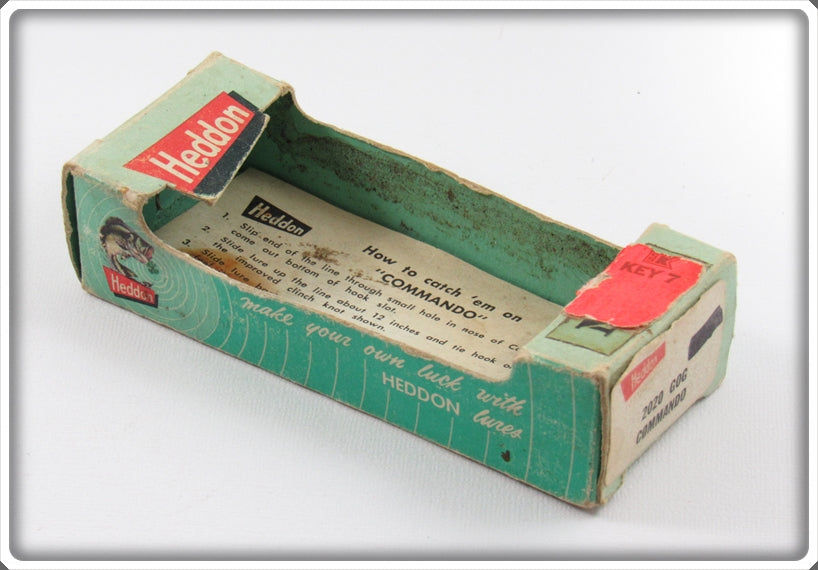 Heddon
Heddon
How to catch 'em on
"COMMANDO"
1. Slip end of the line through small hole in nose of
come out bottom of hook slot.
2. Slide lure up the line about 12 inches and tie hook
the improved clinch knot shown.
3. Slide lure
Heddon
make your own luck with
HEDDON lures
KEY 7
Heddon
2020 GOG
COMMANDO